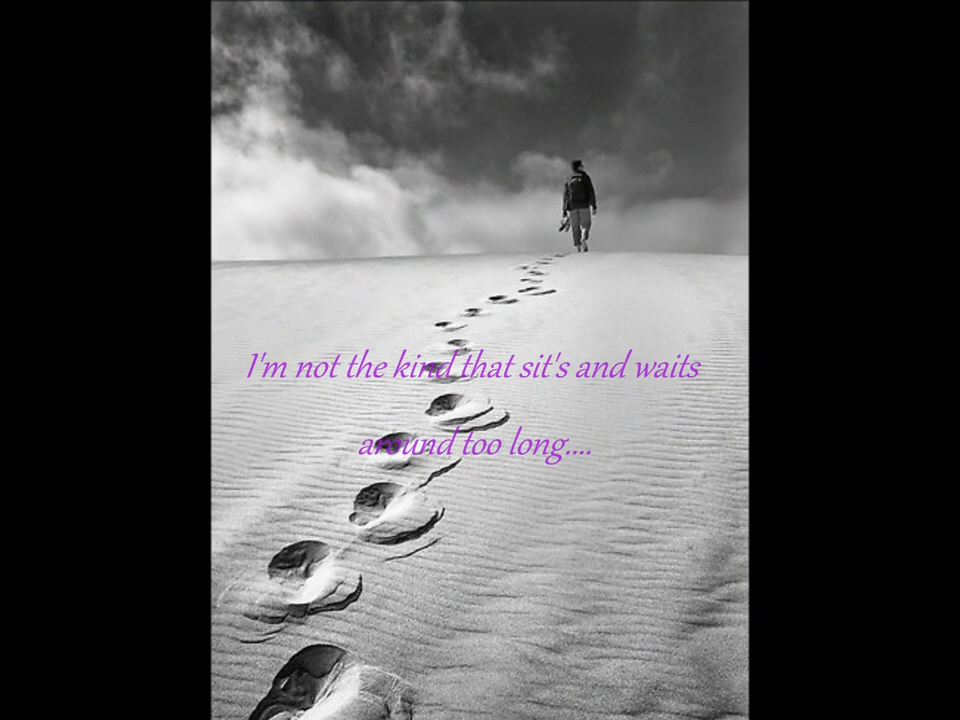 I'm not the kind that sit's and waits
around too long....